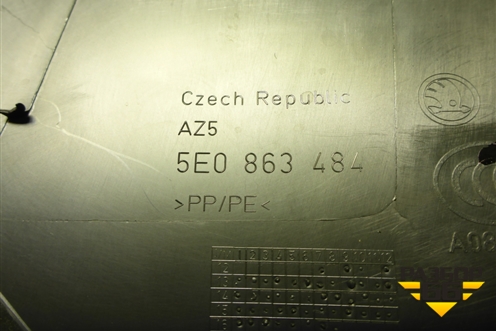 Czech Republic
AZ5
5E0 863 484
>PP/PE<